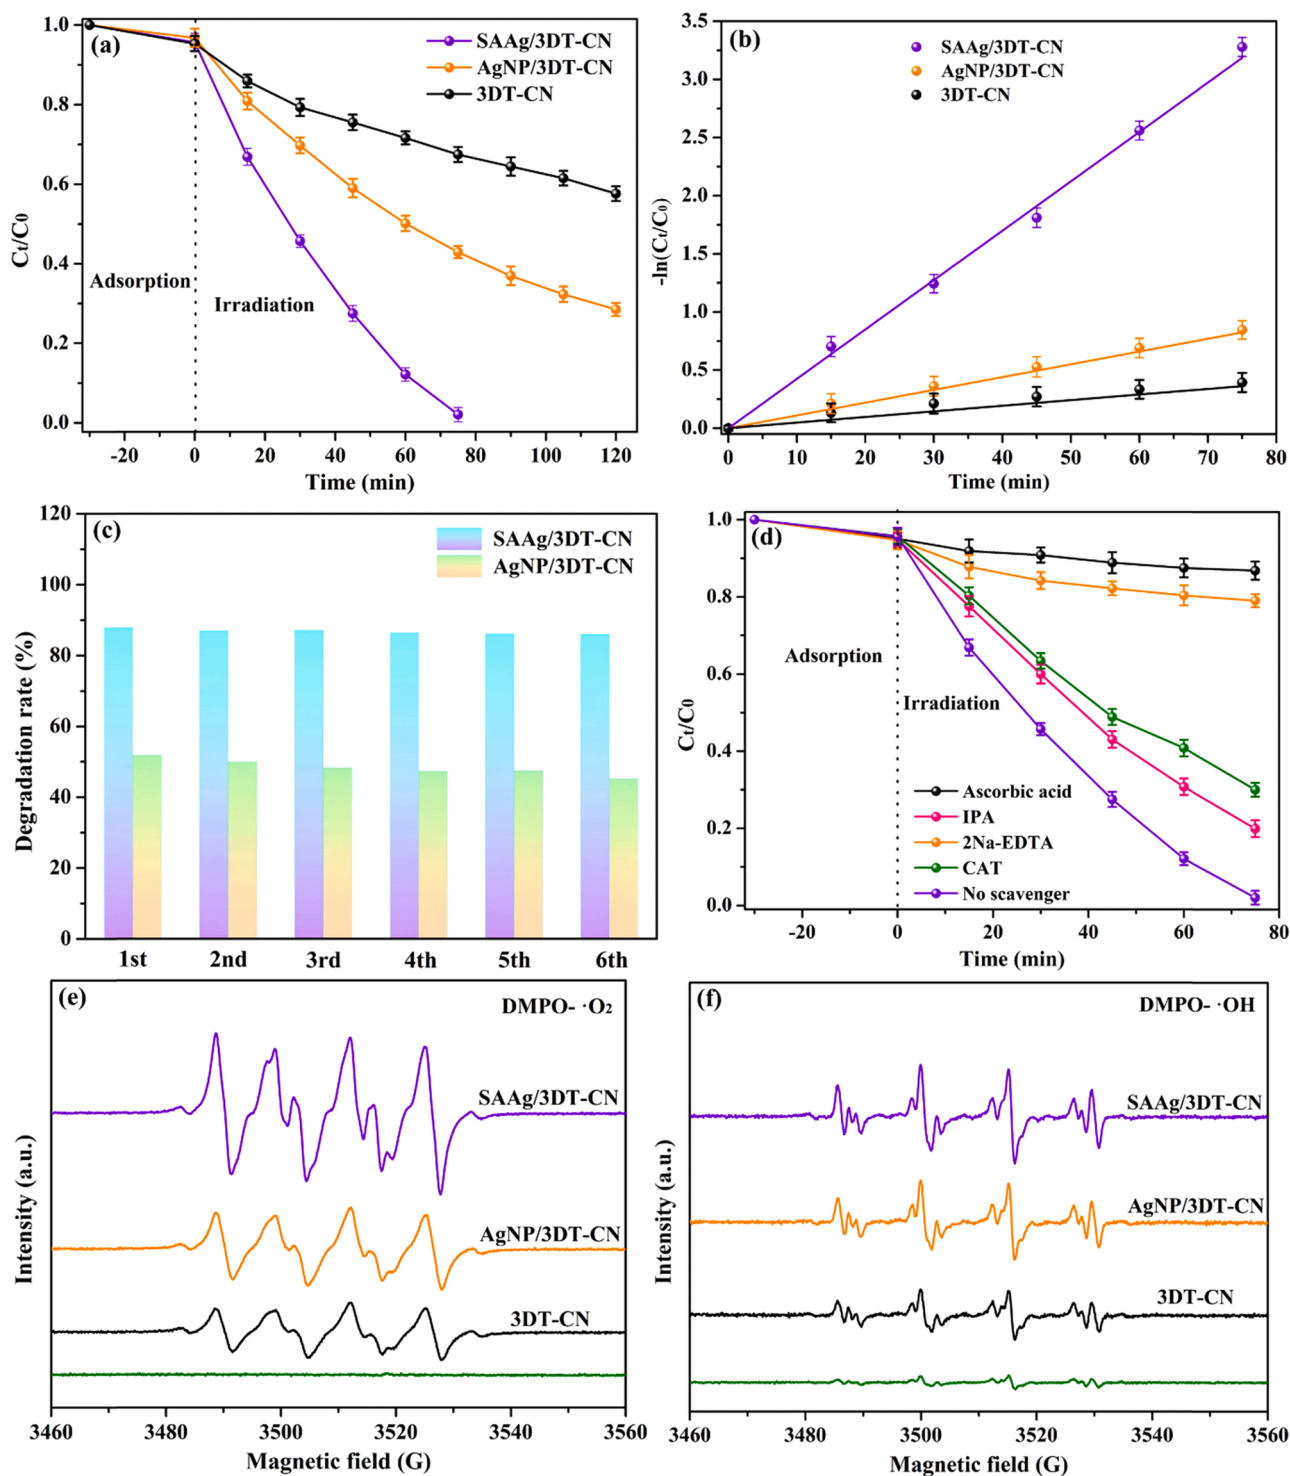 (a)
SAAg/3DT-CN
AgNP/3DT-CN
3DT-CN
Adsorption
Irradiation
Ct/C0
1.0
0.8
0.6
0.4
0.2
0.0
-20 0 20 40 60 80 100 120
Time (min)
(b)
SAAg/3DT-CN
AgNP/3DT-CN
3DT-CN
-ln(Ct/C0)
3.5
3.0
2.5
2.0
1.5
1.0
0.5
0.0
0 10 20 30 40 50 60 70 80
Time (min)
(c)
SAAg/3DT-CN
AgNP/3DT-CN
Degradation rate (%)
120
100
80
60
40
20
0
1st 2nd 3rd 4th 5th 6th
(d)
Adsorption
Irradiation
Ascorbic acid
IPA
2Na-EDTA
CAT
No scavenger
Ct/C0
1.0
0.8
0.6
0.4
0.2
0.0
-20 0 20 40 60 80
Time (min)
(e)
DMPO- ·O2
SAAg/3DT-CN
AgNP/3DT-CN
3DT-CN
Intensity (a.u.)
3460 3480 3500 3520 3540 3560
Magnetic field (G)
(f)
DMPO- ·OH
SAAg/3DT-CN
AgNP/3DT-CN
3DT-CN
Intensity (a.u.)
3460 3480 3500 3520 3540 3560
Magnetic field (G)